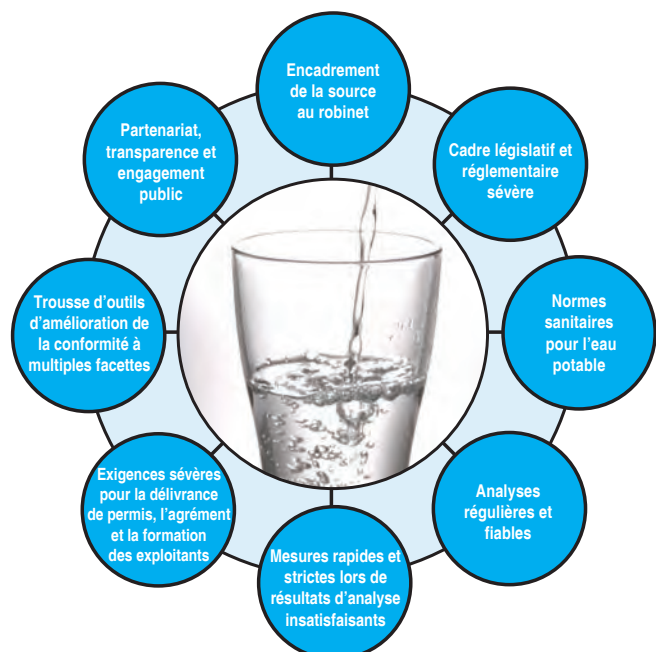 Encadrement
de la source
au robinet
Cadre législatif et
réglementaire
sévère
Normes
sanitaires
pour l'eau
potable
Analyses
régulières et
fiables
Mesures rapides et
strictes lors de
résultats d'analyse
insatisfaisants
Exigences sévères
pour la délivrance
de permis, l'agrément
et la formation
des exploitants
Trousse d'outils
d'amélioration de
la conformité à
multiples facettes
Partenariat,
transparence et
engagement
public